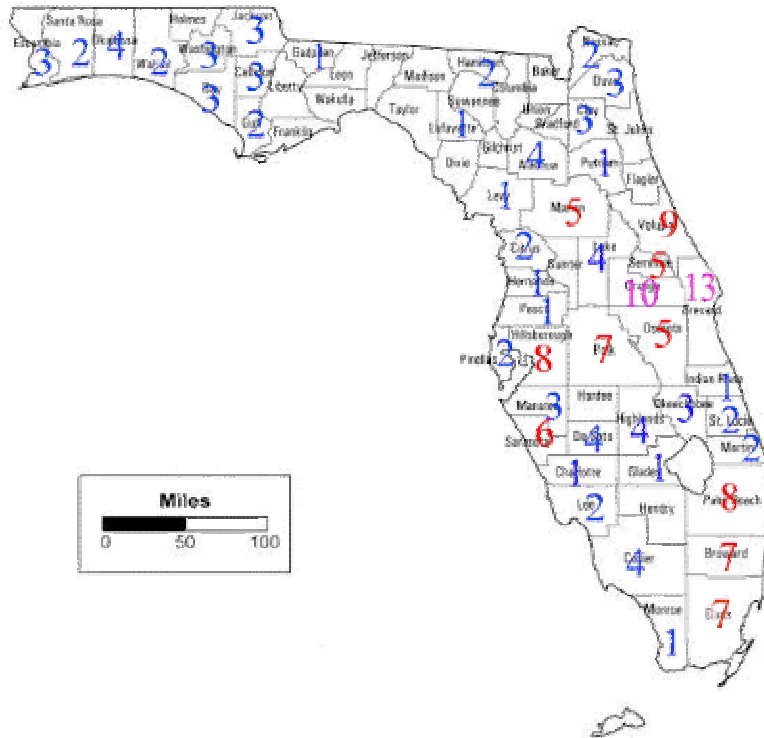 Holmes
Jackson
3
Santa Rosa
Escambia
3
2
Okaloosa
4
Walton
2
Washington
3
Calhoun
3
Bay
3
Gulf
2
Gadsden
1
Liberty
Leon
Wakulla
Franklin
Jefferson
Madison
Taylor
Hamilton
2
Suwannee
Columbia
Lafayette
1
Dixie
Gilchrist
Baker
Union
Bradford
Nassau
2
Duval
3
Clay
3
St. Johns
Alachua
4
Putnam
1
Flagler
Levy
1
Marion
5
Volusia
9
Citrus
2
Sumter
Lake
4
Seminole
5
Orange
10
13
Brevard
Hernando
1
Pasco
1
Hillsborough
8
Pinellas
2
Polk
7
Osceola
5
Indian River
1
Manatee
3
Hardee
Highlands
4
Okeechobee
3
St. Lucie
2
Sarasota
6
DeSoto
4
Martin
2
Charlotte
1
Glades
1
Lee
2
Hendry
Palm Beach
8
Collier
4
Broward
7
Monroe
1
Dade
7
Miles
0 50 100